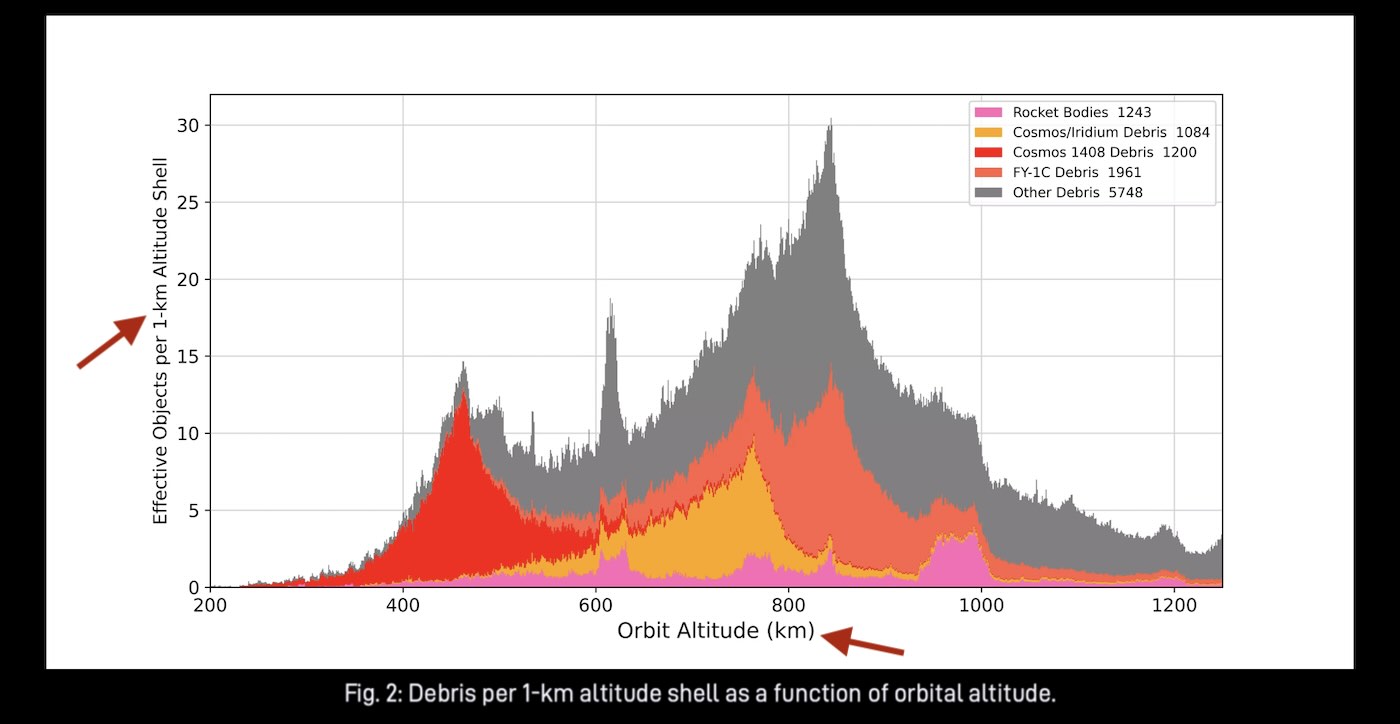 Effective Objects per 1-km Altitude Shell
30
25
20
15
10
5
0
Rocket Bodies 1243
Cosmos/Iridium Debris 1084
Cosmos 1408 Debris 1200
FY-1C Debris 1961
Other Debris 5748
200 400 600 800 1000 1200
Orbit Altitude (km)
Fig. 2: Debris per 1-km altitude shell as a function of orbital altitude.